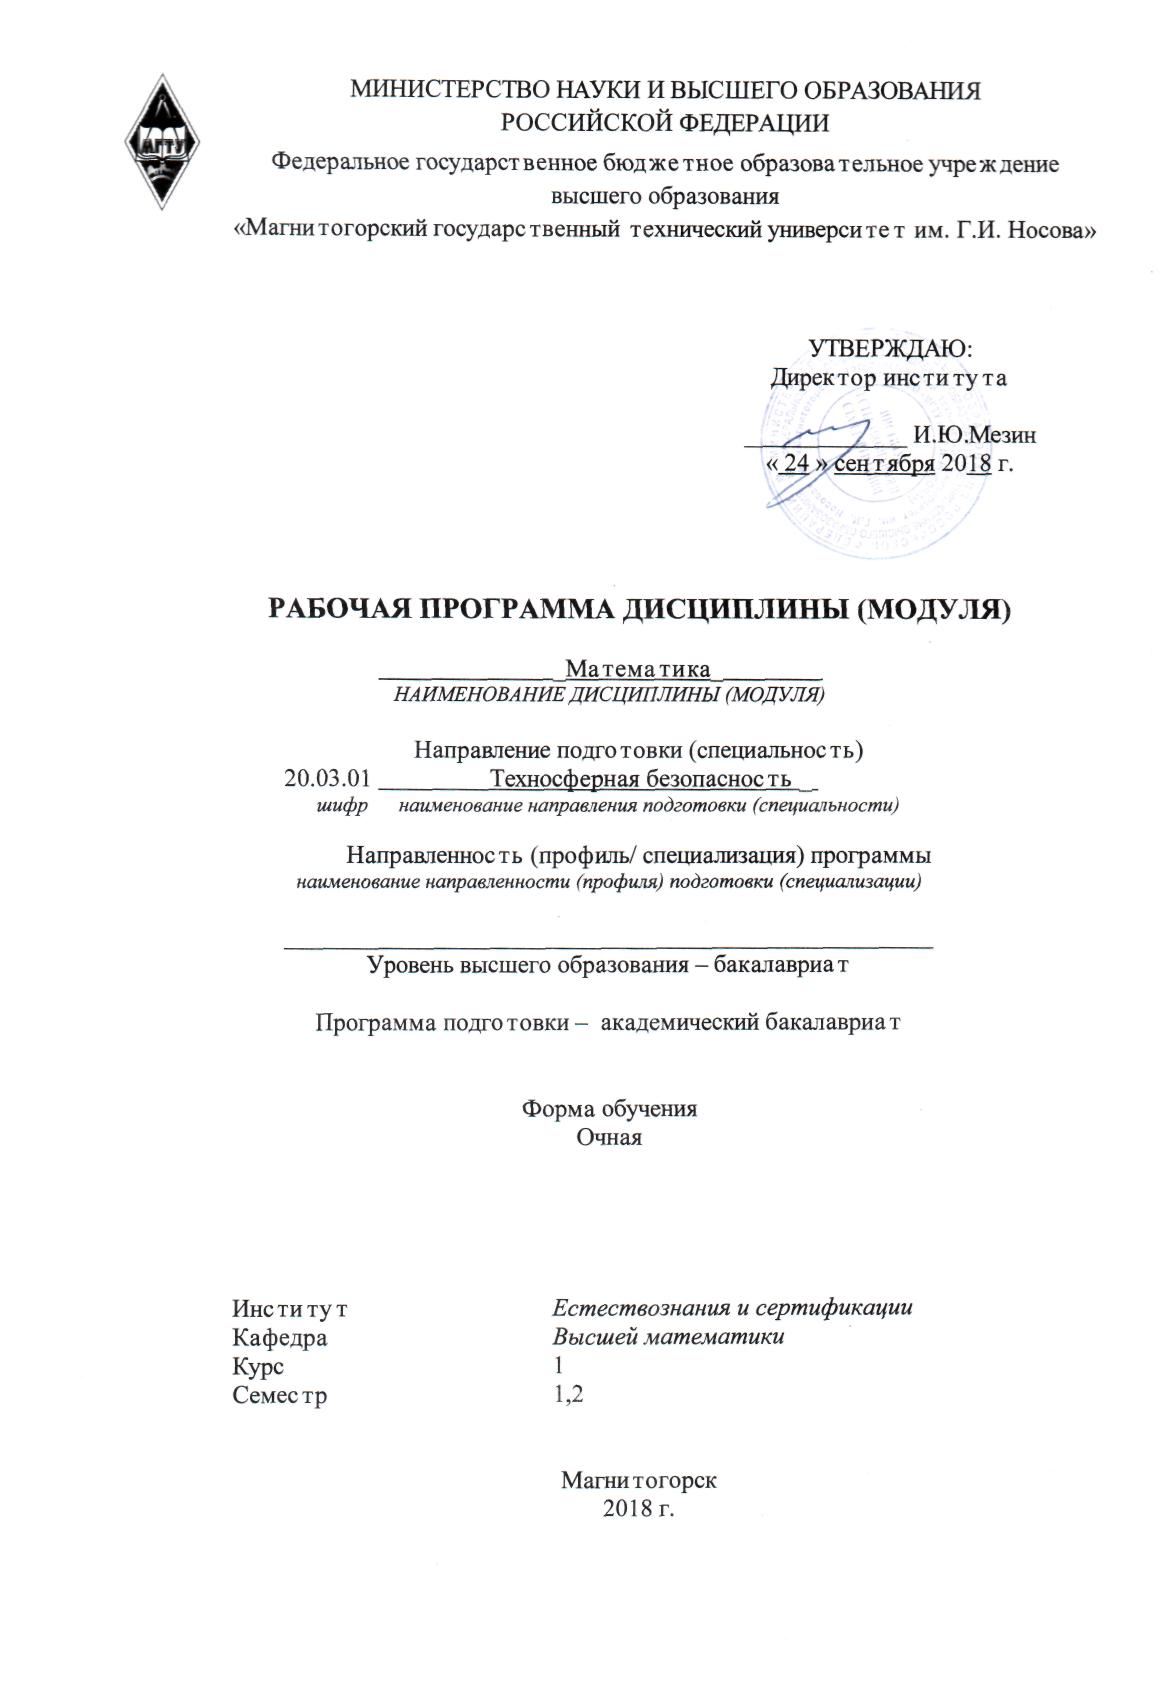 МИНИСТЕРСТВО НАУКИ И ВЫСШЕГО ОБРАЗОВАНИЯ
РОССИЙСКОЙ ФЕДЕРАЦИИ
Федеральное государственное бюджетное образовательное учреждение
высшего образования
«Магнитогорский государственный технический университет им. Г.И. Носова»
МГТУ
УТВЕРЖДАЮ:
Директор института
_____________ И.Ю.Мезин
« 24 » сентября 2018 г.
РАБОЧАЯ ПРОГРАММА ДИСЦИПЛИНЫ (МОДУЛЯ)
Математика
НАИМЕНОВАНИЕ ДИСЦИПЛИНЫ (МОДУЛЯ)
Направление подготовки (специальность)
20.03.01 Техносферная безопасность
шифр наименование направления подготовки (специальности)
Направленность (профиль/ специализация) программы
наименование направленности (профиля) подготовки (специализации)
Уровень высшего образования – бакалавриат
Программа подготовки – академический бакалавриат
Форма обучения
Очная
Институт Естествознания и сертификации
Кафедра Высшей математики
Курс 1
Семестр 1,2
Магнитогорск
2018 г.